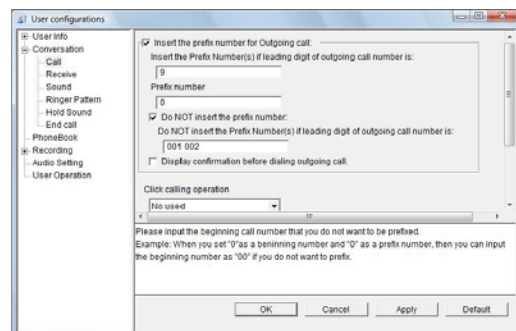 User configurations
User Info
Conversation
Call
Receive
Sound
Ringer Pattern
Hold Sound
End call
PhoneBook
Recording
Audio Setting
User Operation
Insert the prefix number for Outgoing call:
Insert the Prefix Number(s) if leading digit of outgoing call number is:
9
Prefix number
0
Do NOT insert the prefix number:
Do NOT insert the Prefix Number(s) if leading digit of outgoing call number is:
001 002
Display confirmation before dialing outgoing call.
Click calling operation
No used
Please input the beginning call number that you do not want to be prefixed.
Example: When you set "0"as a beninning number and "0" as a prefix number, then you can input
the beginning number as "00" if you do not want to prefix.
OK Cancel Apply Default